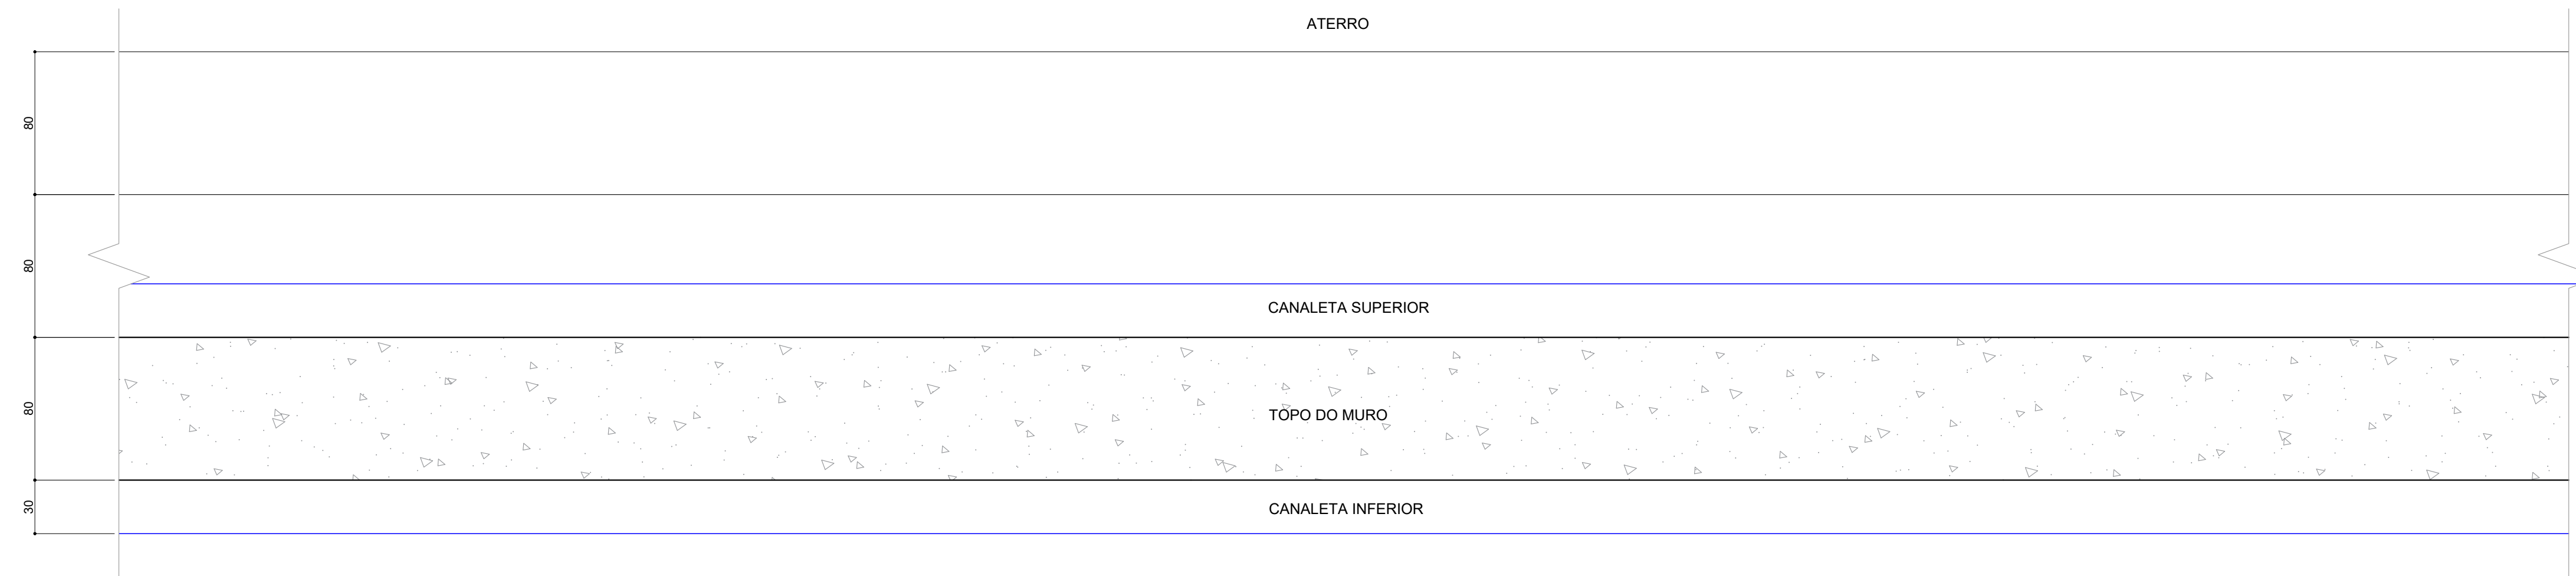 ATERRO
80
80
CANALETA SUPERIOR
80
TOPO DO MURO
30
CANALETA INFERIOR